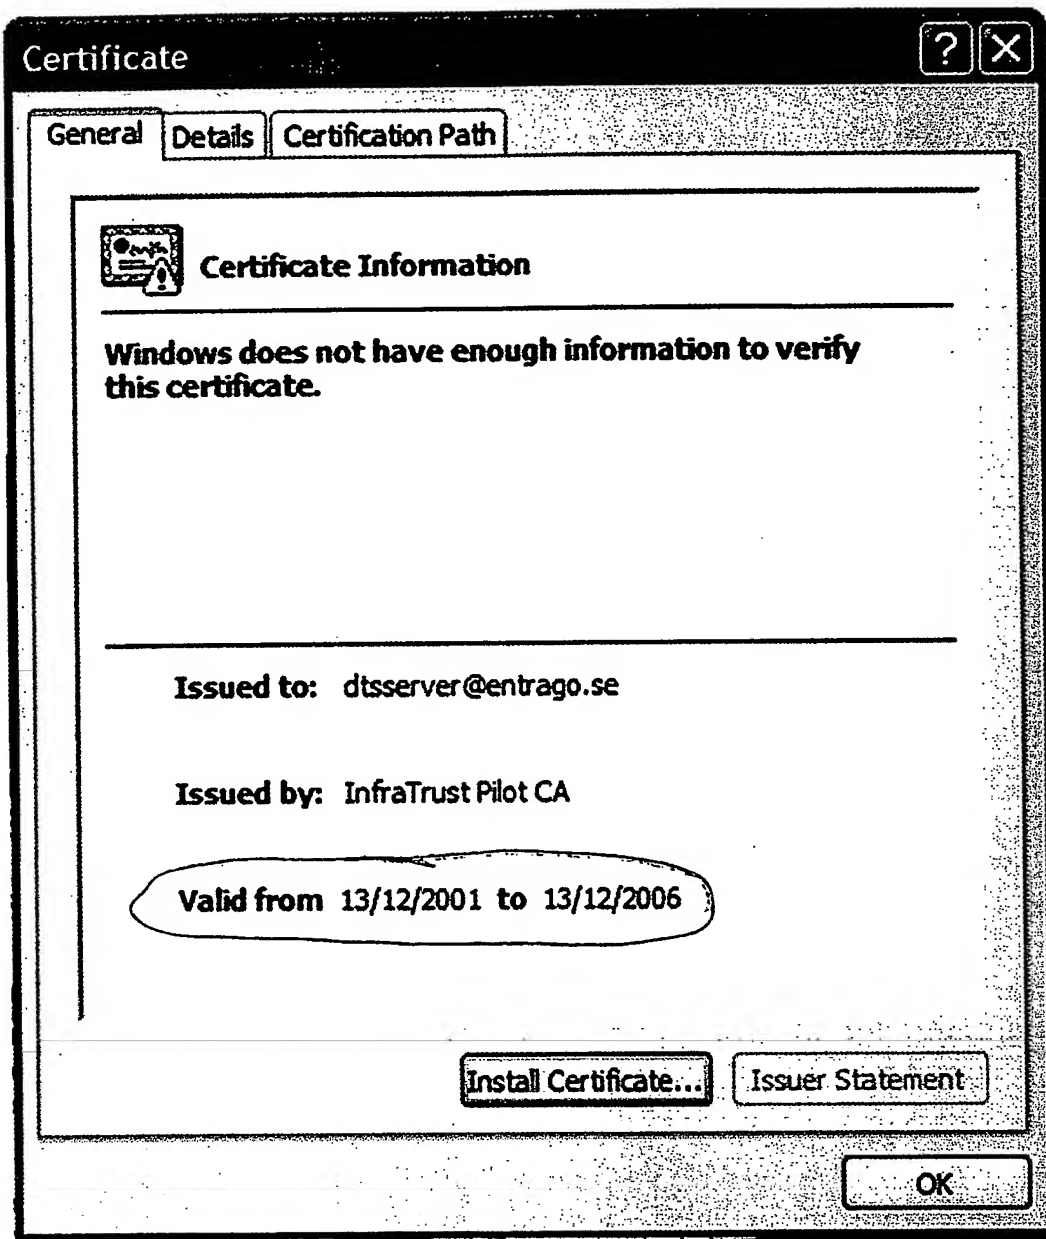 Certificate
?
X
General Details Certification Path
Certificate Information
Windows does not have enough information to verify
this certificate.
Issued to: dtsserver@entrago.se
Issued by: InfraTrust Pilot CA
Valid from 13/12/2001 to 13/12/2006
Install Certificate... Issuer Statement
OK